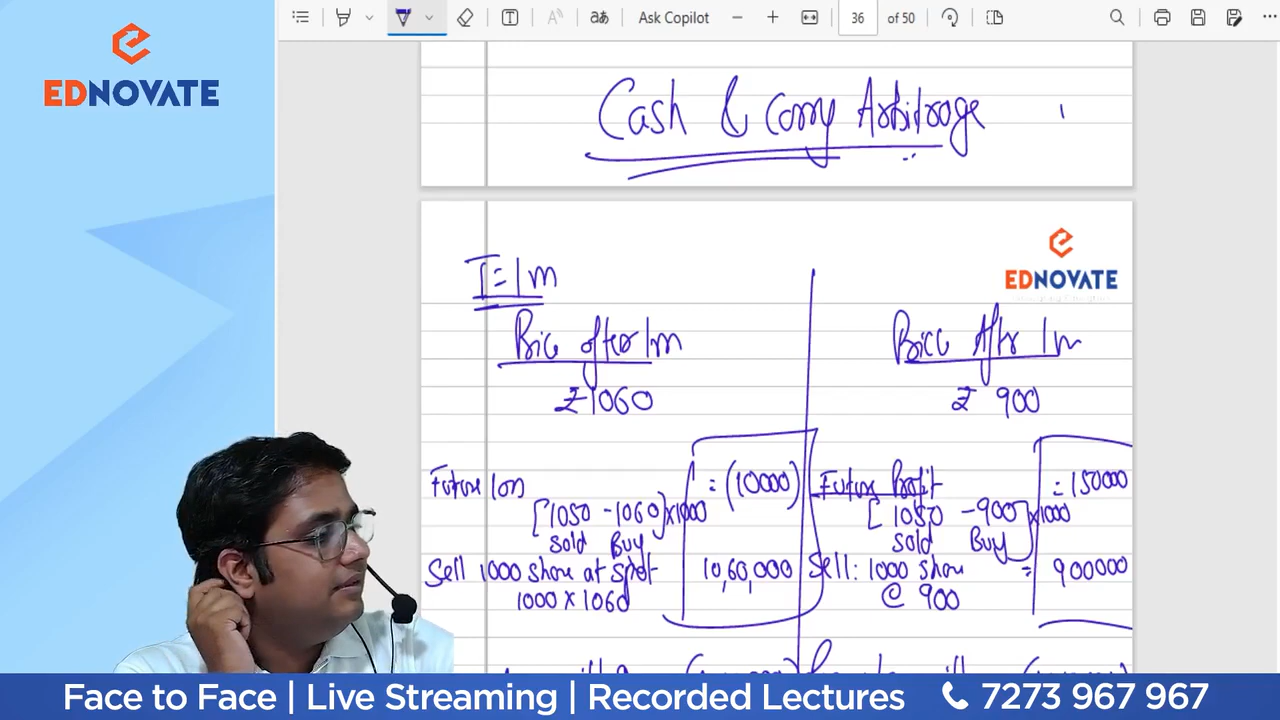 Ask Copilot
36 of 50
EDNOVATE
Cash & Carry Arbitrage
EDNOVATE
T=1m
Price after 1m
₹1060
Price After 1m
₹ 900
Future Loss = (10000)
[1050 - 1060]×1000
Sold Buy
Sell 1000 share at spot 10,60,000
1000 × 1060
Future Profit = 150000
[1050 - 900]×1000
Sold Buy
Sell: 1000 share = 900000
@ 900
Face to Face | Live Streaming | Recorded Lectures 7273 967 967